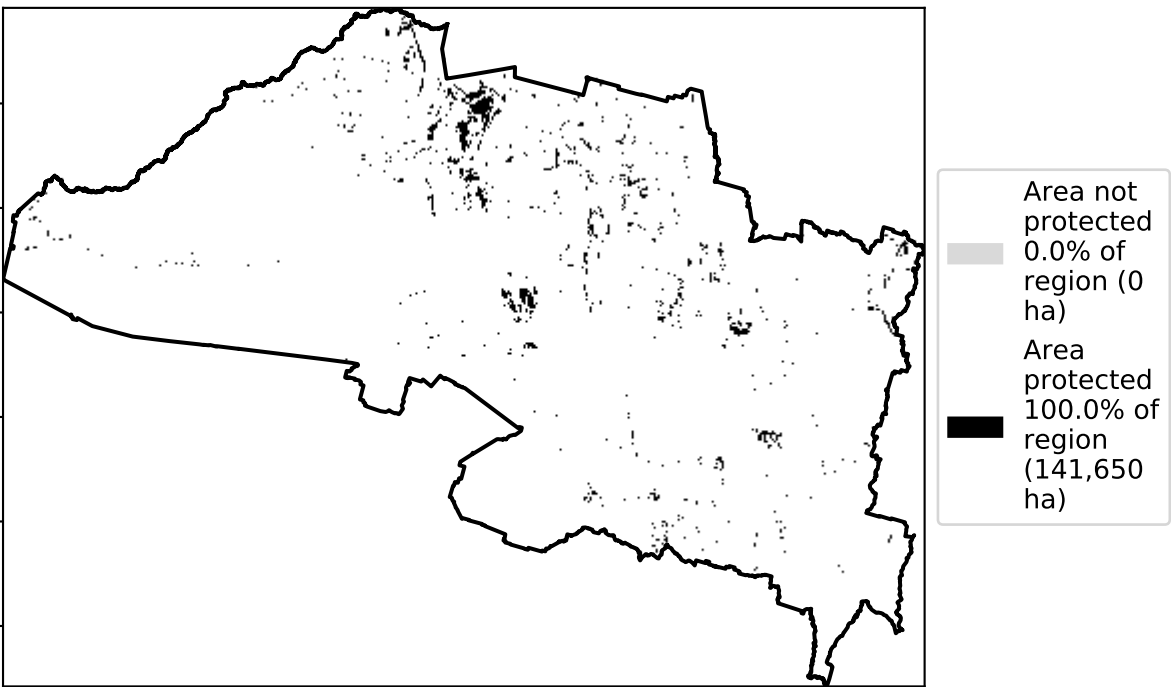 Area not
protected
0.0% of
region (0
ha)
Area
protected
100.0% of
region
(141,650
ha)